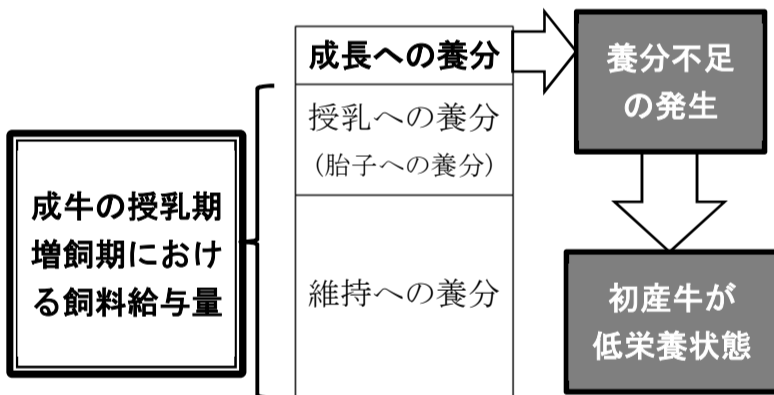 成牛の授乳期
増飼期におけ
る飼料給与量
成長への養分
授乳への養分
(胎子への養分)
維持への養分
養分不足
の発生
初産牛が
低栄養状態